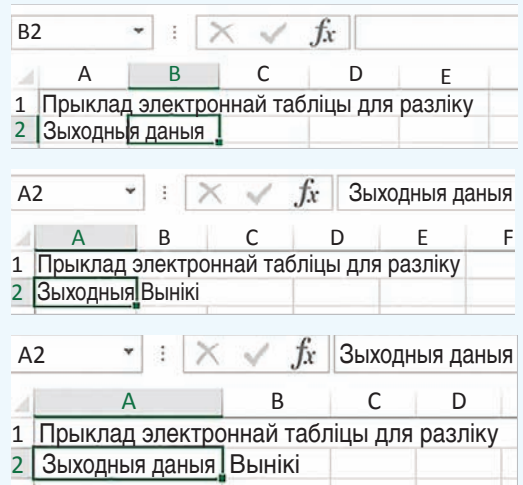 B2 fx
A B C D E
1 Прыклад электроннай табліцы для разліку
2 Зыходныя даныя
A2 fx Зыходныя даныя
A B C D E F
1 Прыклад электроннай табліцы для разліку
2 Зыходныя Вынікі
A2 fx Зыходныя даныя
A B C D
1 Прыклад электроннай табліцы для разліку
2 Зыходныя даныя Вынікі